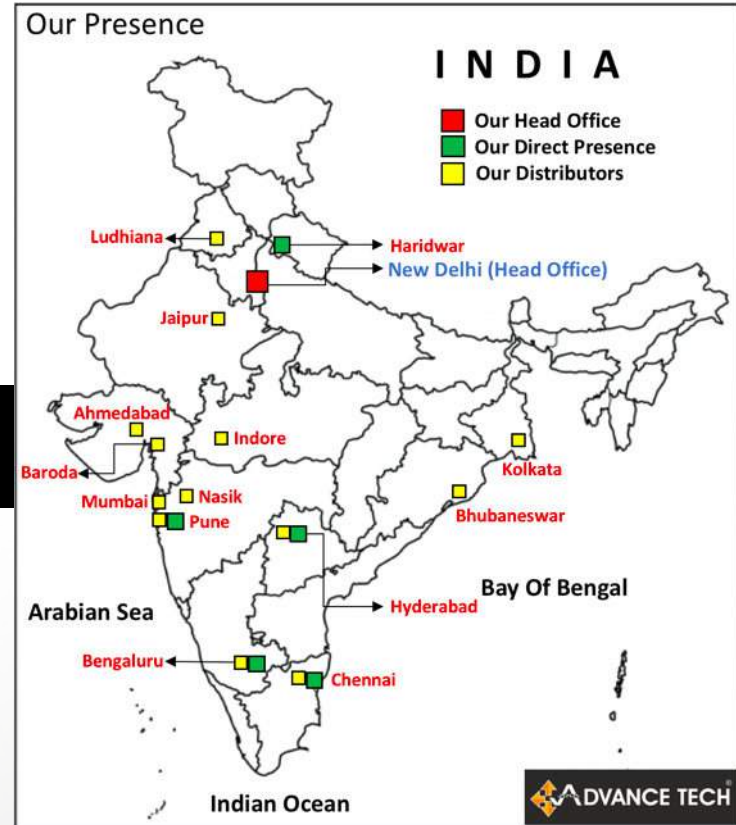 Our Presence
I N D I A
Our Head Office
Our Direct Presence
Our Distributors
Ludhiana
Haridwar
New Delhi (Head Office)
Jaipur
Ahmedabad
Indore
Baroda
Kolkata
Mumbai
Nasik
Bhubaneswar
Pune
Bay Of Bengal
Arabian Sea
Hyderabad
Bengaluru
Chennai
Indian Ocean
ADVANCE TECH